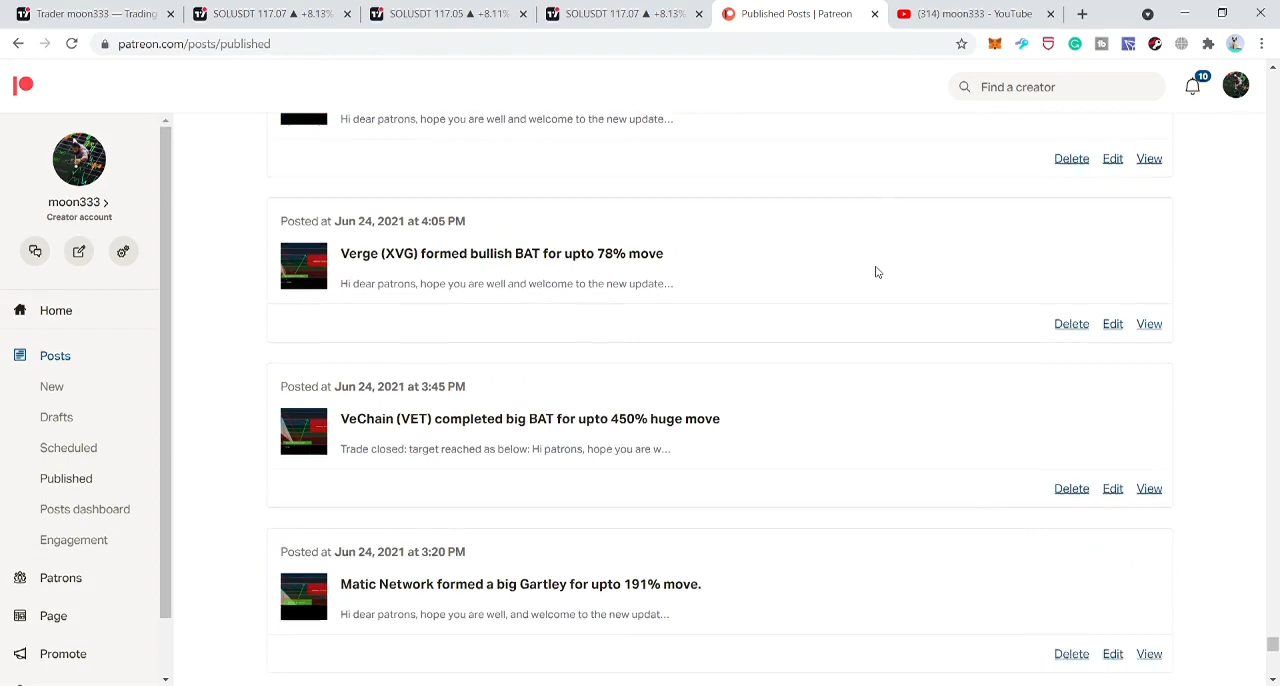 Trader moon333 — Trading
SOLUSDT 117.07 ▲ +8.13%
SOLUSDT 117.05 ▲ +8.11%
SOLUSDT 117.07 ▲ +8.13%
Published Posts | Patreon
(314) moon333 - YouTube
patreon.com/posts/published
Find a creator
10
moon333
Creator account
Home
Posts
New
Drafts
Scheduled
Published
Posts dashboard
Engagement
Patrons
Page
Promote
Hi dear patrons, hope you are well and welcome to the new update...
Delete Edit View
Posted at Jun 24, 2021 at 4:05 PM
Verge (XVG) formed bullish BAT for upto 78% move
Hi dear patrons, hope you are well and welcome to the new update...
Delete Edit View
Posted at Jun 24, 2021 at 3:45 PM
VeChain (VET) completed big BAT for upto 450% huge move
Trade closed: target reached as below: Hi patrons, hope you are w...
Delete Edit View
Posted at Jun 24, 2021 at 3:20 PM
Matic Network formed a big Gartley for upto 191% move.
Hi dear patrons, hope you are well, and welcome to the new updat...
Delete Edit View